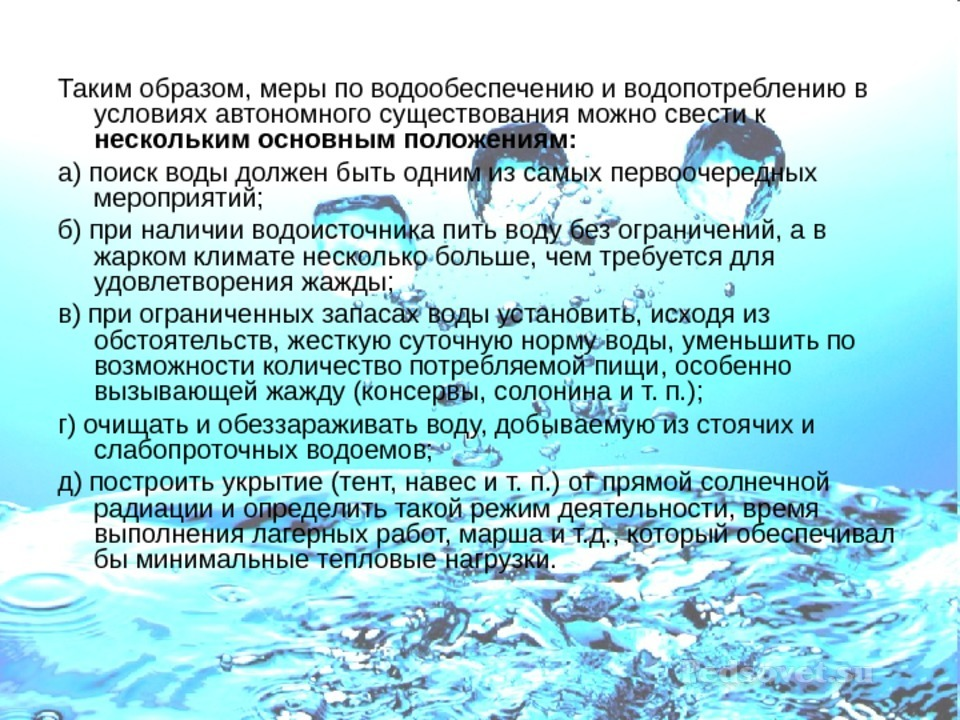 Таким образом, меры по водообеспечению и водопотреблению в
условиях автономного существования можно свести к
нескольким основным положениям:
а) поиск воды должен быть одним из самых первоочередных
мероприятий;
б) при наличии водоисточника пить воду без ограничений, а в
жарком климате несколько больше, чем требуется для
удовлетворения жажды;
в) при ограниченных запасах воды установить, исходя из
обстоятельств, жесткую суточную норму воды, уменьшить по
возможности количество потребляемой пищи, особенно
вызывающей жажду (консервы, солонина и т. п.);
г) очищать и обеззараживать воду, добываемую из стоячих и
слабопроточных водоемов;
д) построить укрытие (тент, навес и т. п.) от прямой солнечной
радиации и определить такой режим деятельности, время
выполнения лагерных работ, марша и т.д., который обеспечивал
бы минимальные тепловые нагрузки.
Pedsovet.su